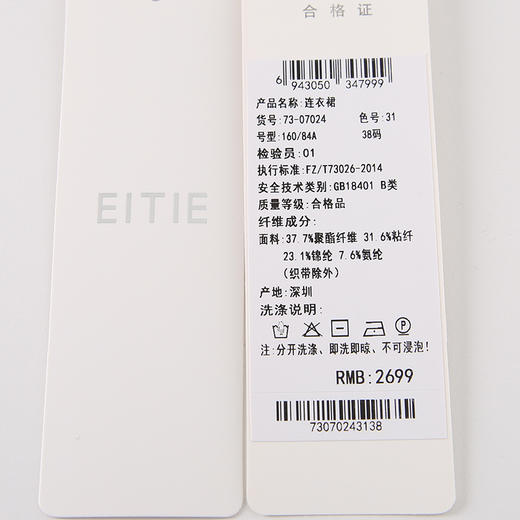 EITIE
合格证
6 943050 347999
产品名称:连衣裙
货号:73-07024 色号:31
号型:160/84A 38码
检验员:01
执行标准:FZ/T73026-2014
安全技术类别:GB18401 B类
质量等级:合格品
纤维成分:
面料:37.7%聚酯纤维 31.6%粘纤
23.1%锦纶 7.6%氨纶
(织带除外)
产地:深圳
洗涤说明:
P
注:分开洗涤、即洗即晾、不可浸泡!
RMB:2699
73070243138